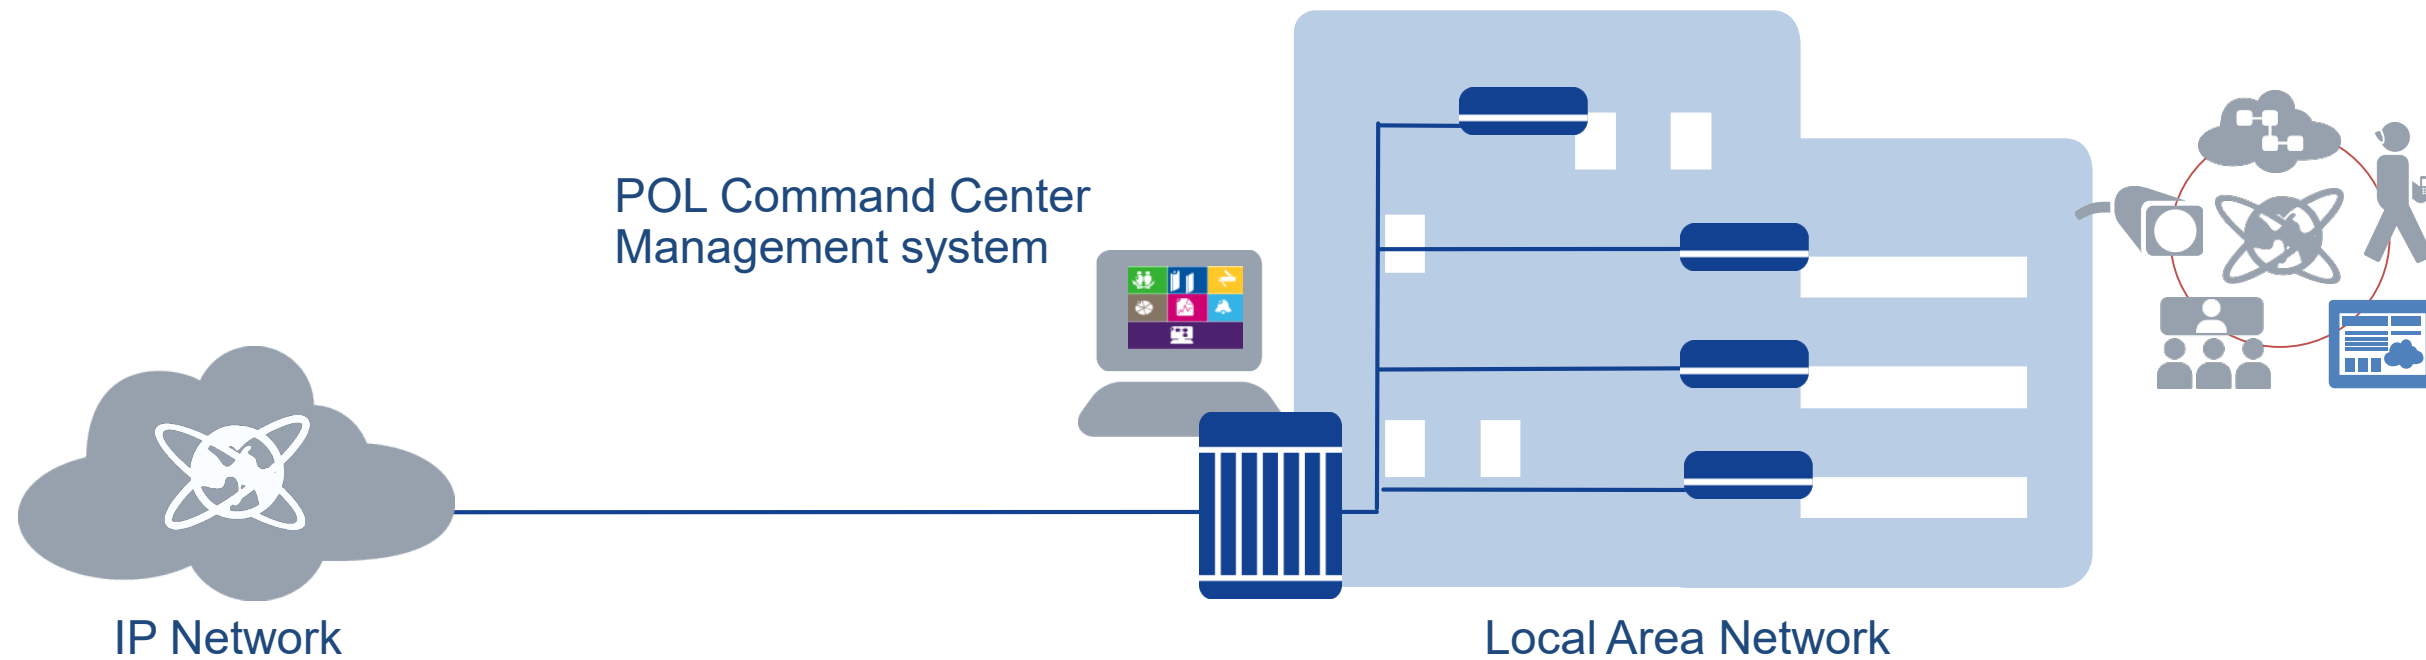 POL Command Center
Management system
IP Network
Local Area Network